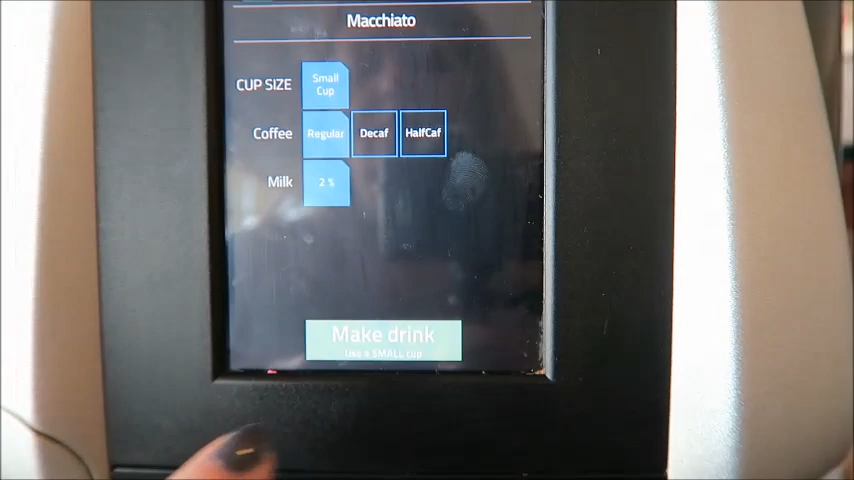 Macchiato
CUP SIZE Small Cup
Coffee Regular Decaf HalfCaf
Milk 2 %
Make drink
Use a SMALL cup